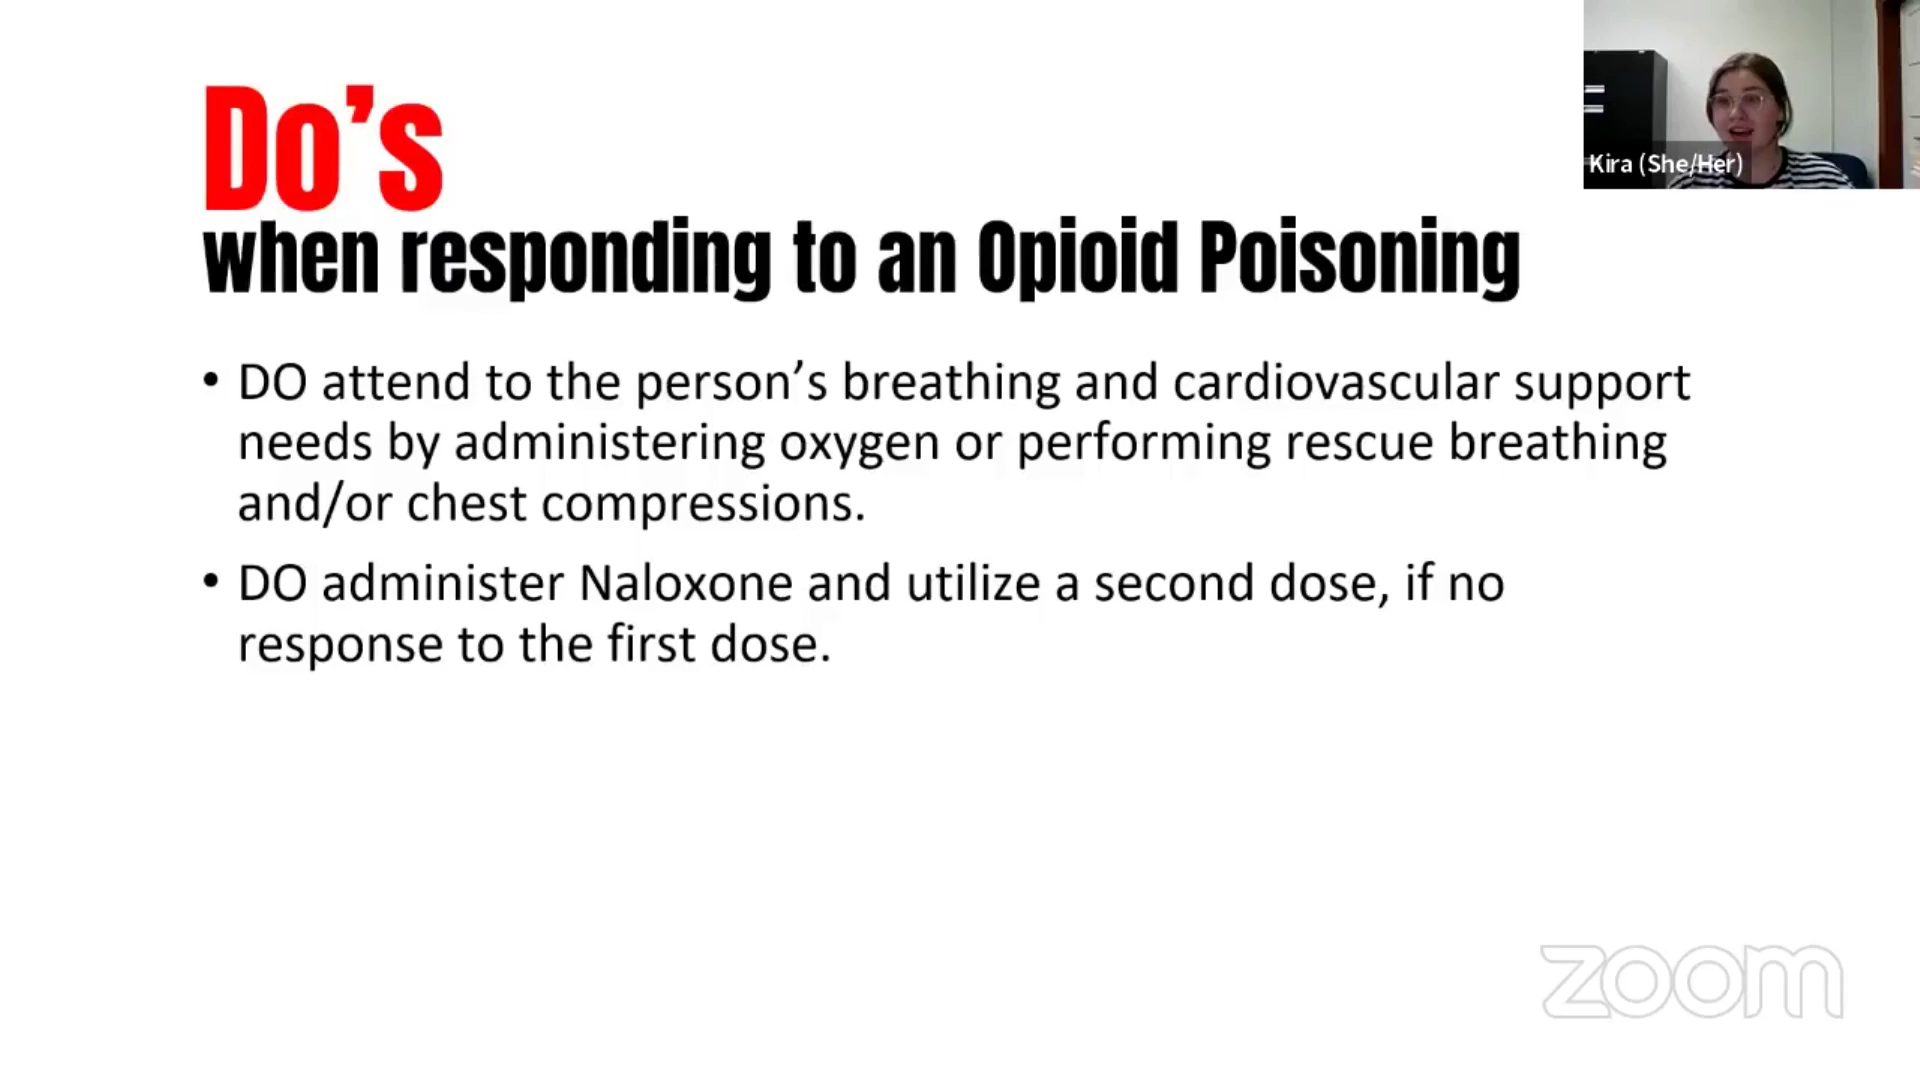 Do’s
when responding to an Opioid Poisoning
• DO attend to the person’s breathing and cardiovascular support
needs by administering oxygen or performing rescue breathing
and/or chest compressions.
• DO administer Naloxone and utilize a second dose, if no
response to the first dose.
Kira (She/Her)
zoom